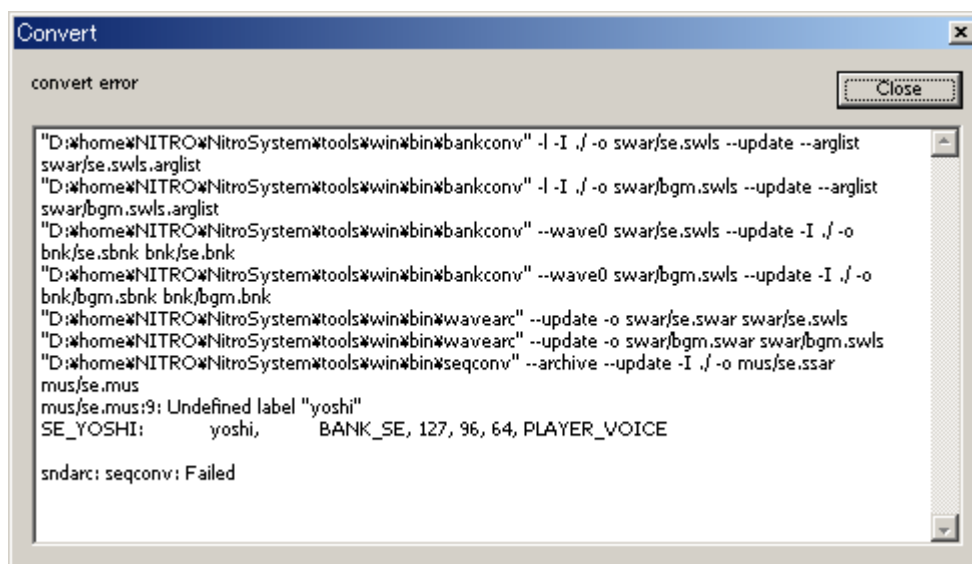 Convert
convert error
Close
"D:¥home¥NITRO¥NitroSystem¥tools¥win¥bin¥bankconv" -l -I ./ -o swar/se.swls --update --arglist
swar/se.swls.arglist
"D:¥home¥NITRO¥NitroSystem¥tools¥win¥bin¥bankconv" -l -I ./ -o swar/bgm.swls --update --arglist
swar/bgm.swls.arglist
"D:¥home¥NITRO¥NitroSystem¥tools¥win¥bin¥bankconv" --wave0 swar/se.swls --update -I ./ -o
bnk/se.sbnk bnk/se.bnk
"D:¥home¥NITRO¥NitroSystem¥tools¥win¥bin¥bankconv" --wave0 swar/bgm.swls --update -I ./ -o
bnk/bgm.sbnk bnk/bgm.bnk
"D:¥home¥NITRO¥NitroSystem¥tools¥win¥bin¥wavearc" --update -o swar/se.swar swar/se.swls
"D:¥home¥NITRO¥NitroSystem¥tools¥win¥bin¥wavearc" --update -o swar/bgm.swar swar/bgm.swls
"D:¥home¥NITRO¥NitroSystem¥tools¥win¥bin¥seqconv" --archive --update -I ./ -o mus/se.ssar
mus/se.mus
mus/se.mus:9: Undefined label "yoshi"
SE_YOSHI: yoshi, BANK_SE, 127, 96, 64, PLAYER_VOICE
sndarc: seqconv: Failed